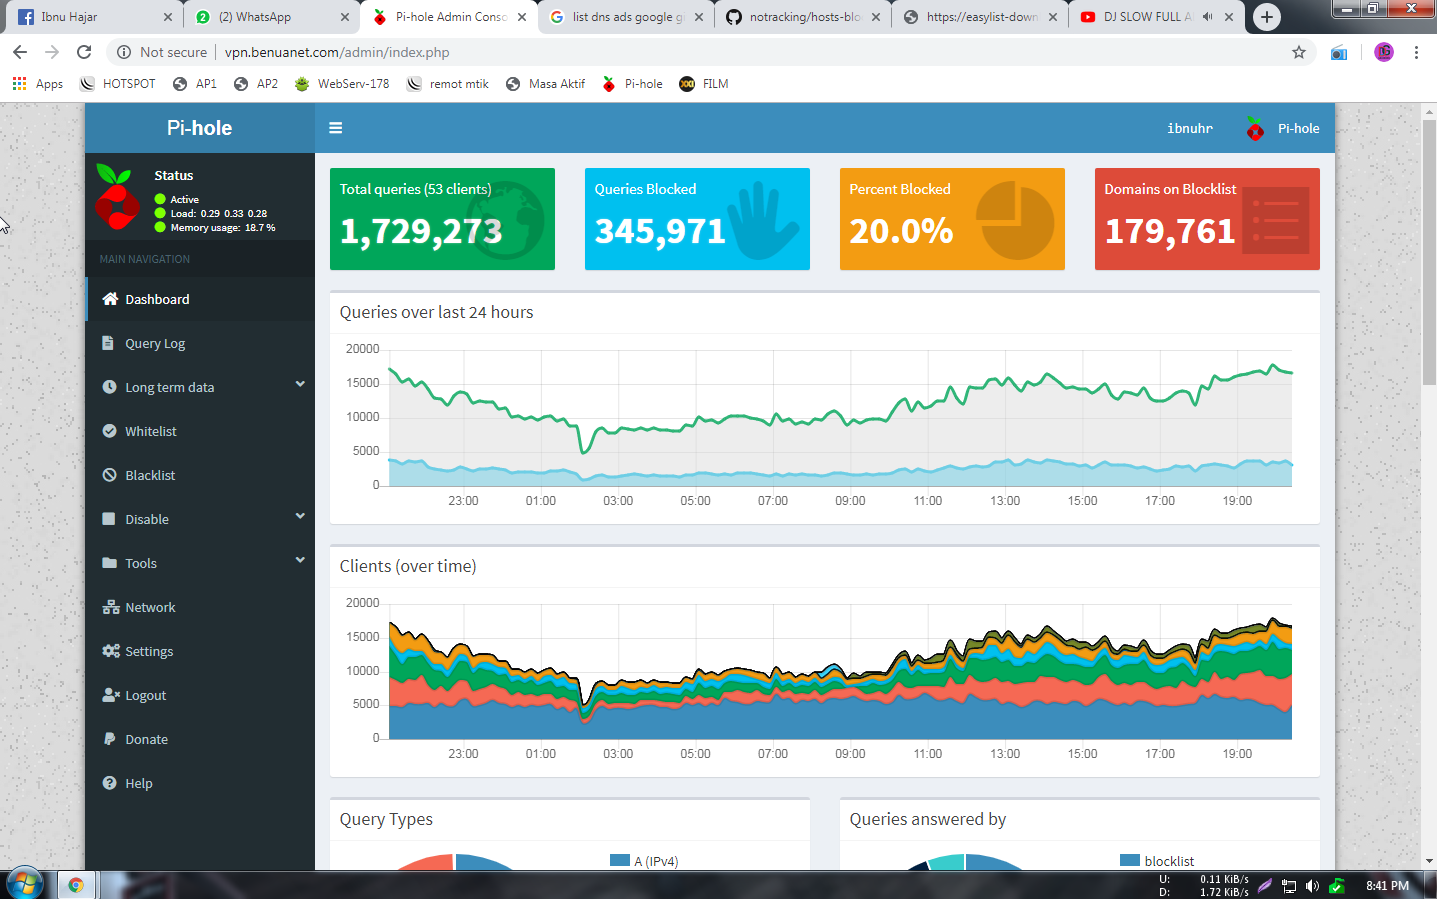 Ibnu Hajar
(2) WhatsApp
Pi-hole Admin Conso
list dns ads google g
notracking/hosts-blo
https://easylist-down
DJ SLOW FULL A
Not secure
vpn.benuanet.com/admin/index.php
Apps
HOTSPOT
AP1
AP2
WebServ-178
remot mtik
Masa Aktif
Pi-hole
XXI
FILM
Pi-hole
ibnuhr
Pi-hole
Status
Active
Load: 0.29 0.33 0.28
Memory usage: 18.7 %
MAIN NAVIGATION
Dashboard
Query Log
Long term data
Whitelist
Blacklist
Disable
Tools
Network
Settings
Logout
Donate
Help
Total queries (53 clients)
1,729,273
Queries Blocked
345,971
Percent Blocked
20.0%
Domains on Blocklist
179,761
Queries over last 24 hours
20000
15000
10000
5000
0
23:00 01:00 03:00 05:00 07:00 09:00 11:00 13:00 15:00 17:00 19:00
Clients (over time)
20000
15000
10000
5000
0
23:00 01:00 03:00 05:00 07:00 09:00 11:00 13:00 15:00 17:00 19:00
Query Types
A (IPv4)
Queries answered by
blocklist
U: 0.11 KiB/s
D: 1.72 KiB/s
8:41 PM